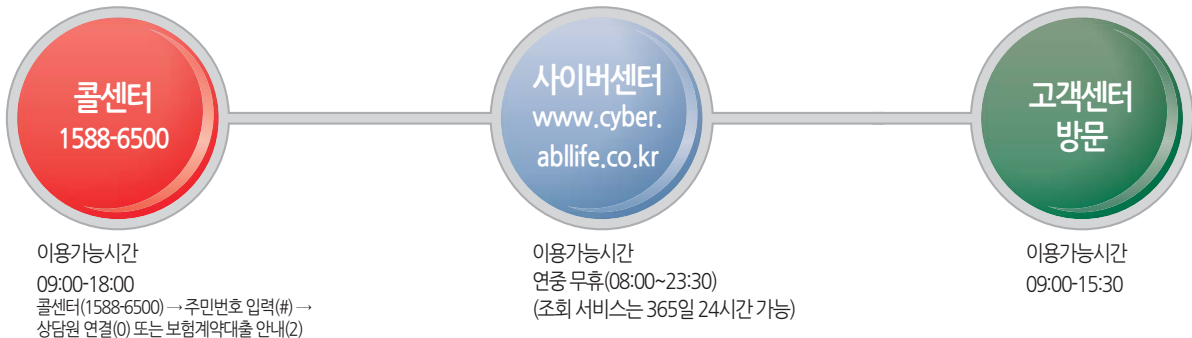 콜센터
1588-6500
사이버센터
www.cyber.
abllife.co.kr
고객센터
방문
이용가능시간
09:00-18:00
콜센터(1588-6500) → 주민번호 입력(#) →
상담원 연결(0) 또는 보험계약대출 안내(2)
이용가능시간
연중 무휴(08:00~23:30)
(조회 서비스는 365일 24시간 가능)
이용가능시간
09:00-15:30